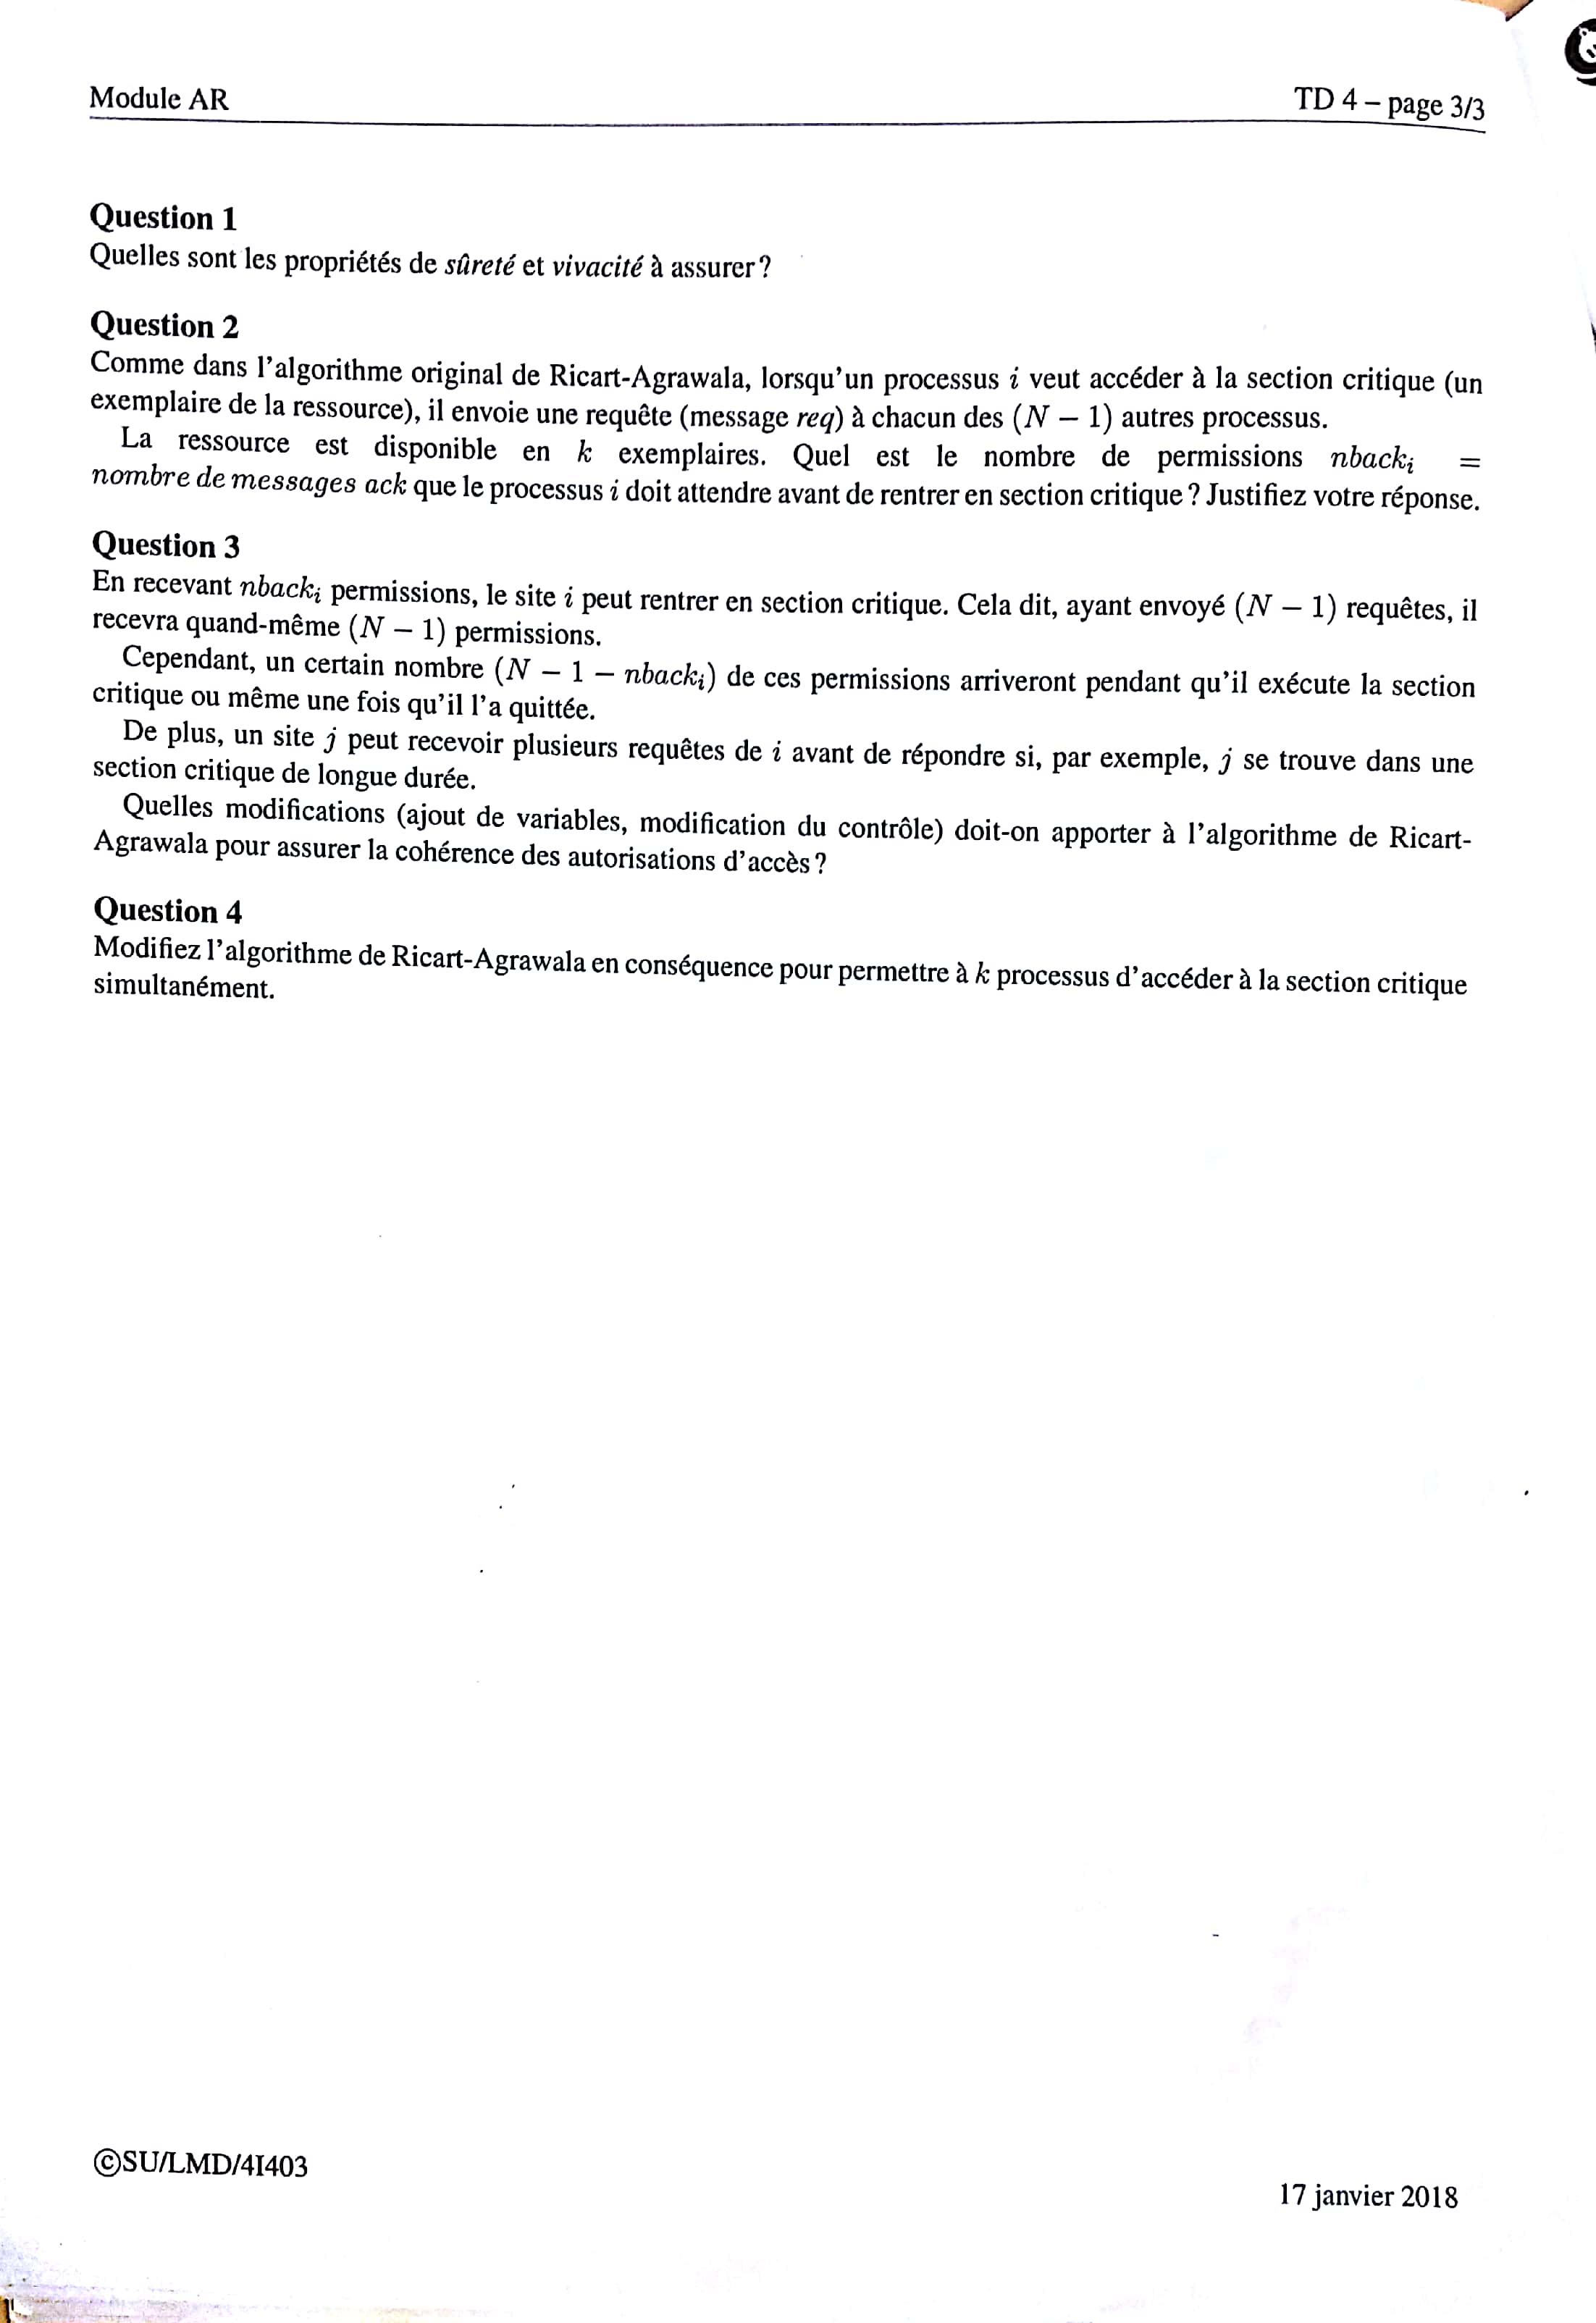 Module AR
TD 4 – page 3/3
Question 1
Quelles sont les propriétés de sûreté et vivacité à assurer ?
Question 2
Comme dans l'algorithme original de Ricart-Agrawala, lorsqu'un processus i veut accéder à la section critique (un
exemplaire de la ressource), il envoie une requête (message req) à chacun des (N − 1) autres processus.
La ressource est disponible en k exemplaires. Quel est le nombre de permissions nbackᵢ =
nombre de messages ack que le processus i doit attendre avant de rentrer en section critique ? Justifiez votre réponse.
Question 3
En recevant nbackᵢ permissions, le site i peut rentrer en section critique. Cela dit, ayant envoyé (N − 1) requêtes, il
recevra quand-même (N − 1) permissions.
Cependant, un certain nombre (N − 1 − nbackᵢ) de ces permissions arriveront pendant qu'il exécute la section
critique ou même une fois qu'il l'a quittée.
De plus, un site j peut recevoir plusieurs requêtes de i avant de répondre si, par exemple, j se trouve dans une
section critique de longue durée.
Quelles modifications (ajout de variables, modification du contrôle) doit-on apporter à l'algorithme de Ricart-
Agrawala pour assurer la cohérence des autorisations d'accès ?
Question 4
Modifiez l'algorithme de Ricart-Agrawala en conséquence pour permettre à k processus d'accéder à la section critique
simultanément.
©SU/LMD/4I403
17 janvier 2018